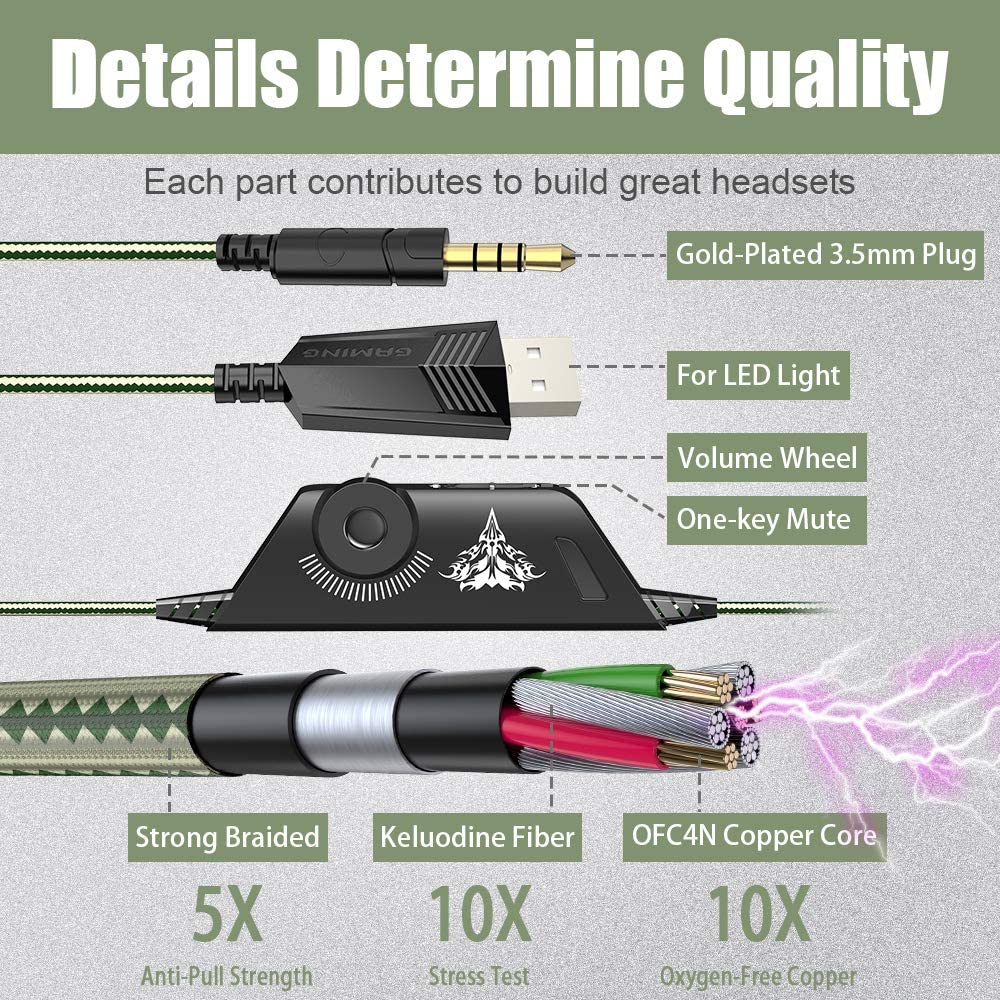 Details Determine Quality
Each part contributes to build great headsets
Gold-Plated 3.5mm Plug
GAMING
For LED Light
Volume Wheel
One-key Mute
Strong Braided
Keluodine Fiber
OFC4N Copper Core
5X
10X
10X
Anti-Pull Strength
Stress Test
Oxygen-Free Copper